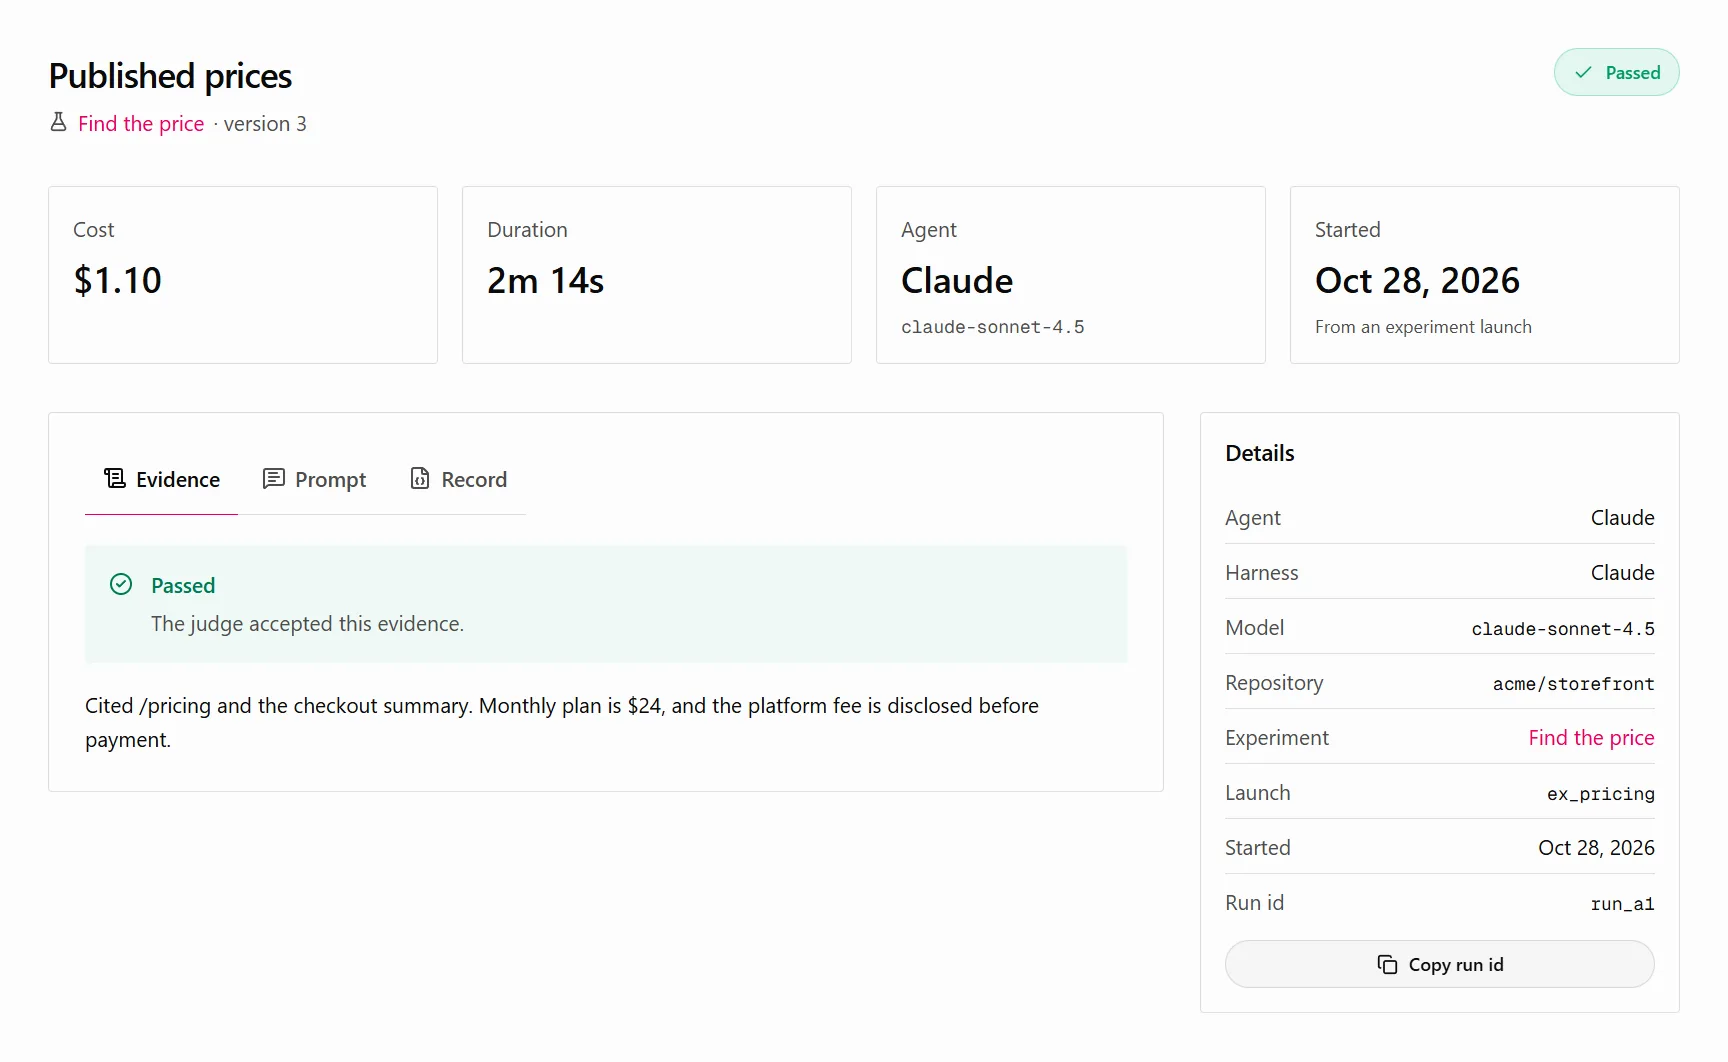 Published prices
Passed
Find the price · version 3
Cost
$1.10
Duration
2m 14s
Agent
Claude
claude-sonnet-4.5
Started
Oct 28, 2026
From an experiment launch
Evidence
Prompt
Record
Passed
The judge accepted this evidence.
Cited /pricing and the checkout summary. Monthly plan is $24, and the platform fee is disclosed before
payment.
Details
Agent Claude
Harness Claude
Model claude-sonnet-4.5
Repository acme/storefront
Experiment Find the price
Launch ex_pricing
Started Oct 28, 2026
Run id run_a1
Copy run id